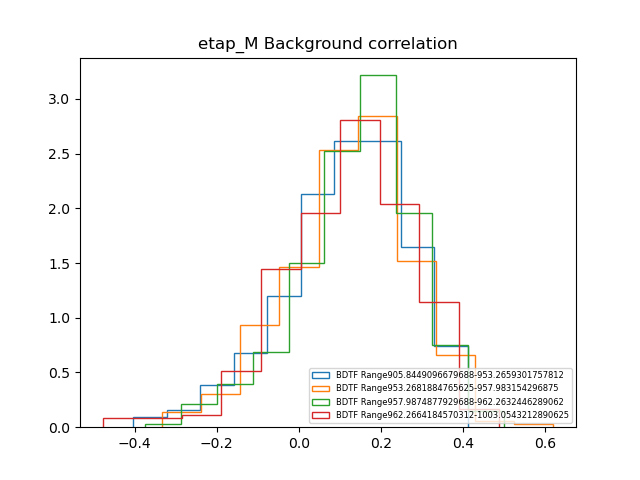 etap_M Background correlation
3.0
2.5
2.0
1.5
1.0
0.5
0.0
BDTF Range905.8449096679688-953.2659301757812
BDTF Range953.2681884765625-957.983154296875
BDTF Range957.9874877929688-962.2632446289062
BDTF Range962.2664184570312-1003.0543212890625
−0.4 −0.2 0.0 0.2 0.4 0.6